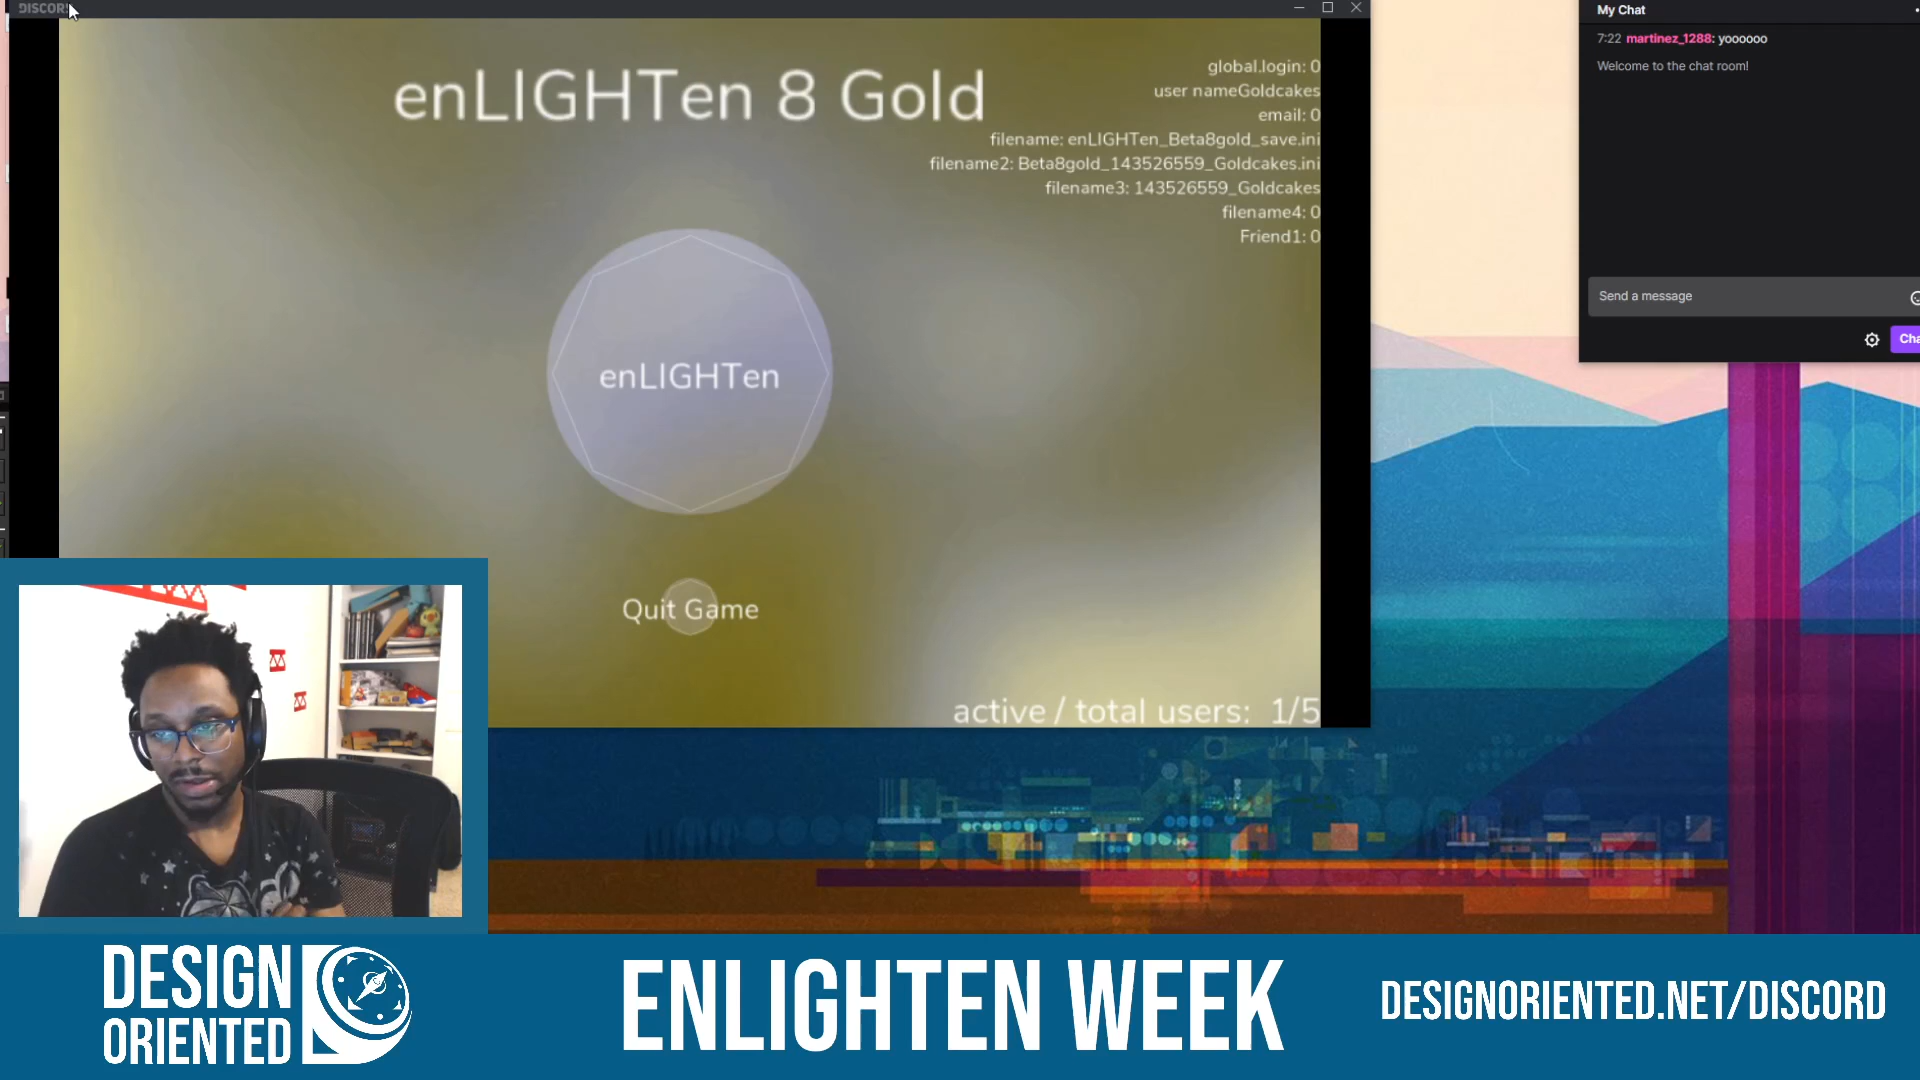 DISCORD
My Chat
7:22 martinez_1288: yoooooo
Welcome to the chat room!
Send a message
enLIGHTen 8 Gold
global.login: 0
user nameGoldcakes
email: 0
filename: enLIGHTen_Beta8gold_save.ini
filename2: Beta8gold_143526559_Goldcakes.ini
filename3: 143526559_Goldcakes
filename4: 0
Friend1: 0
enLIGHTen
Quit Game
active / total users: 1/5
DESIGN
ORIENTED
ENLIGHTEN WEEK
DESIGNORIENTED.NET/DISCORD